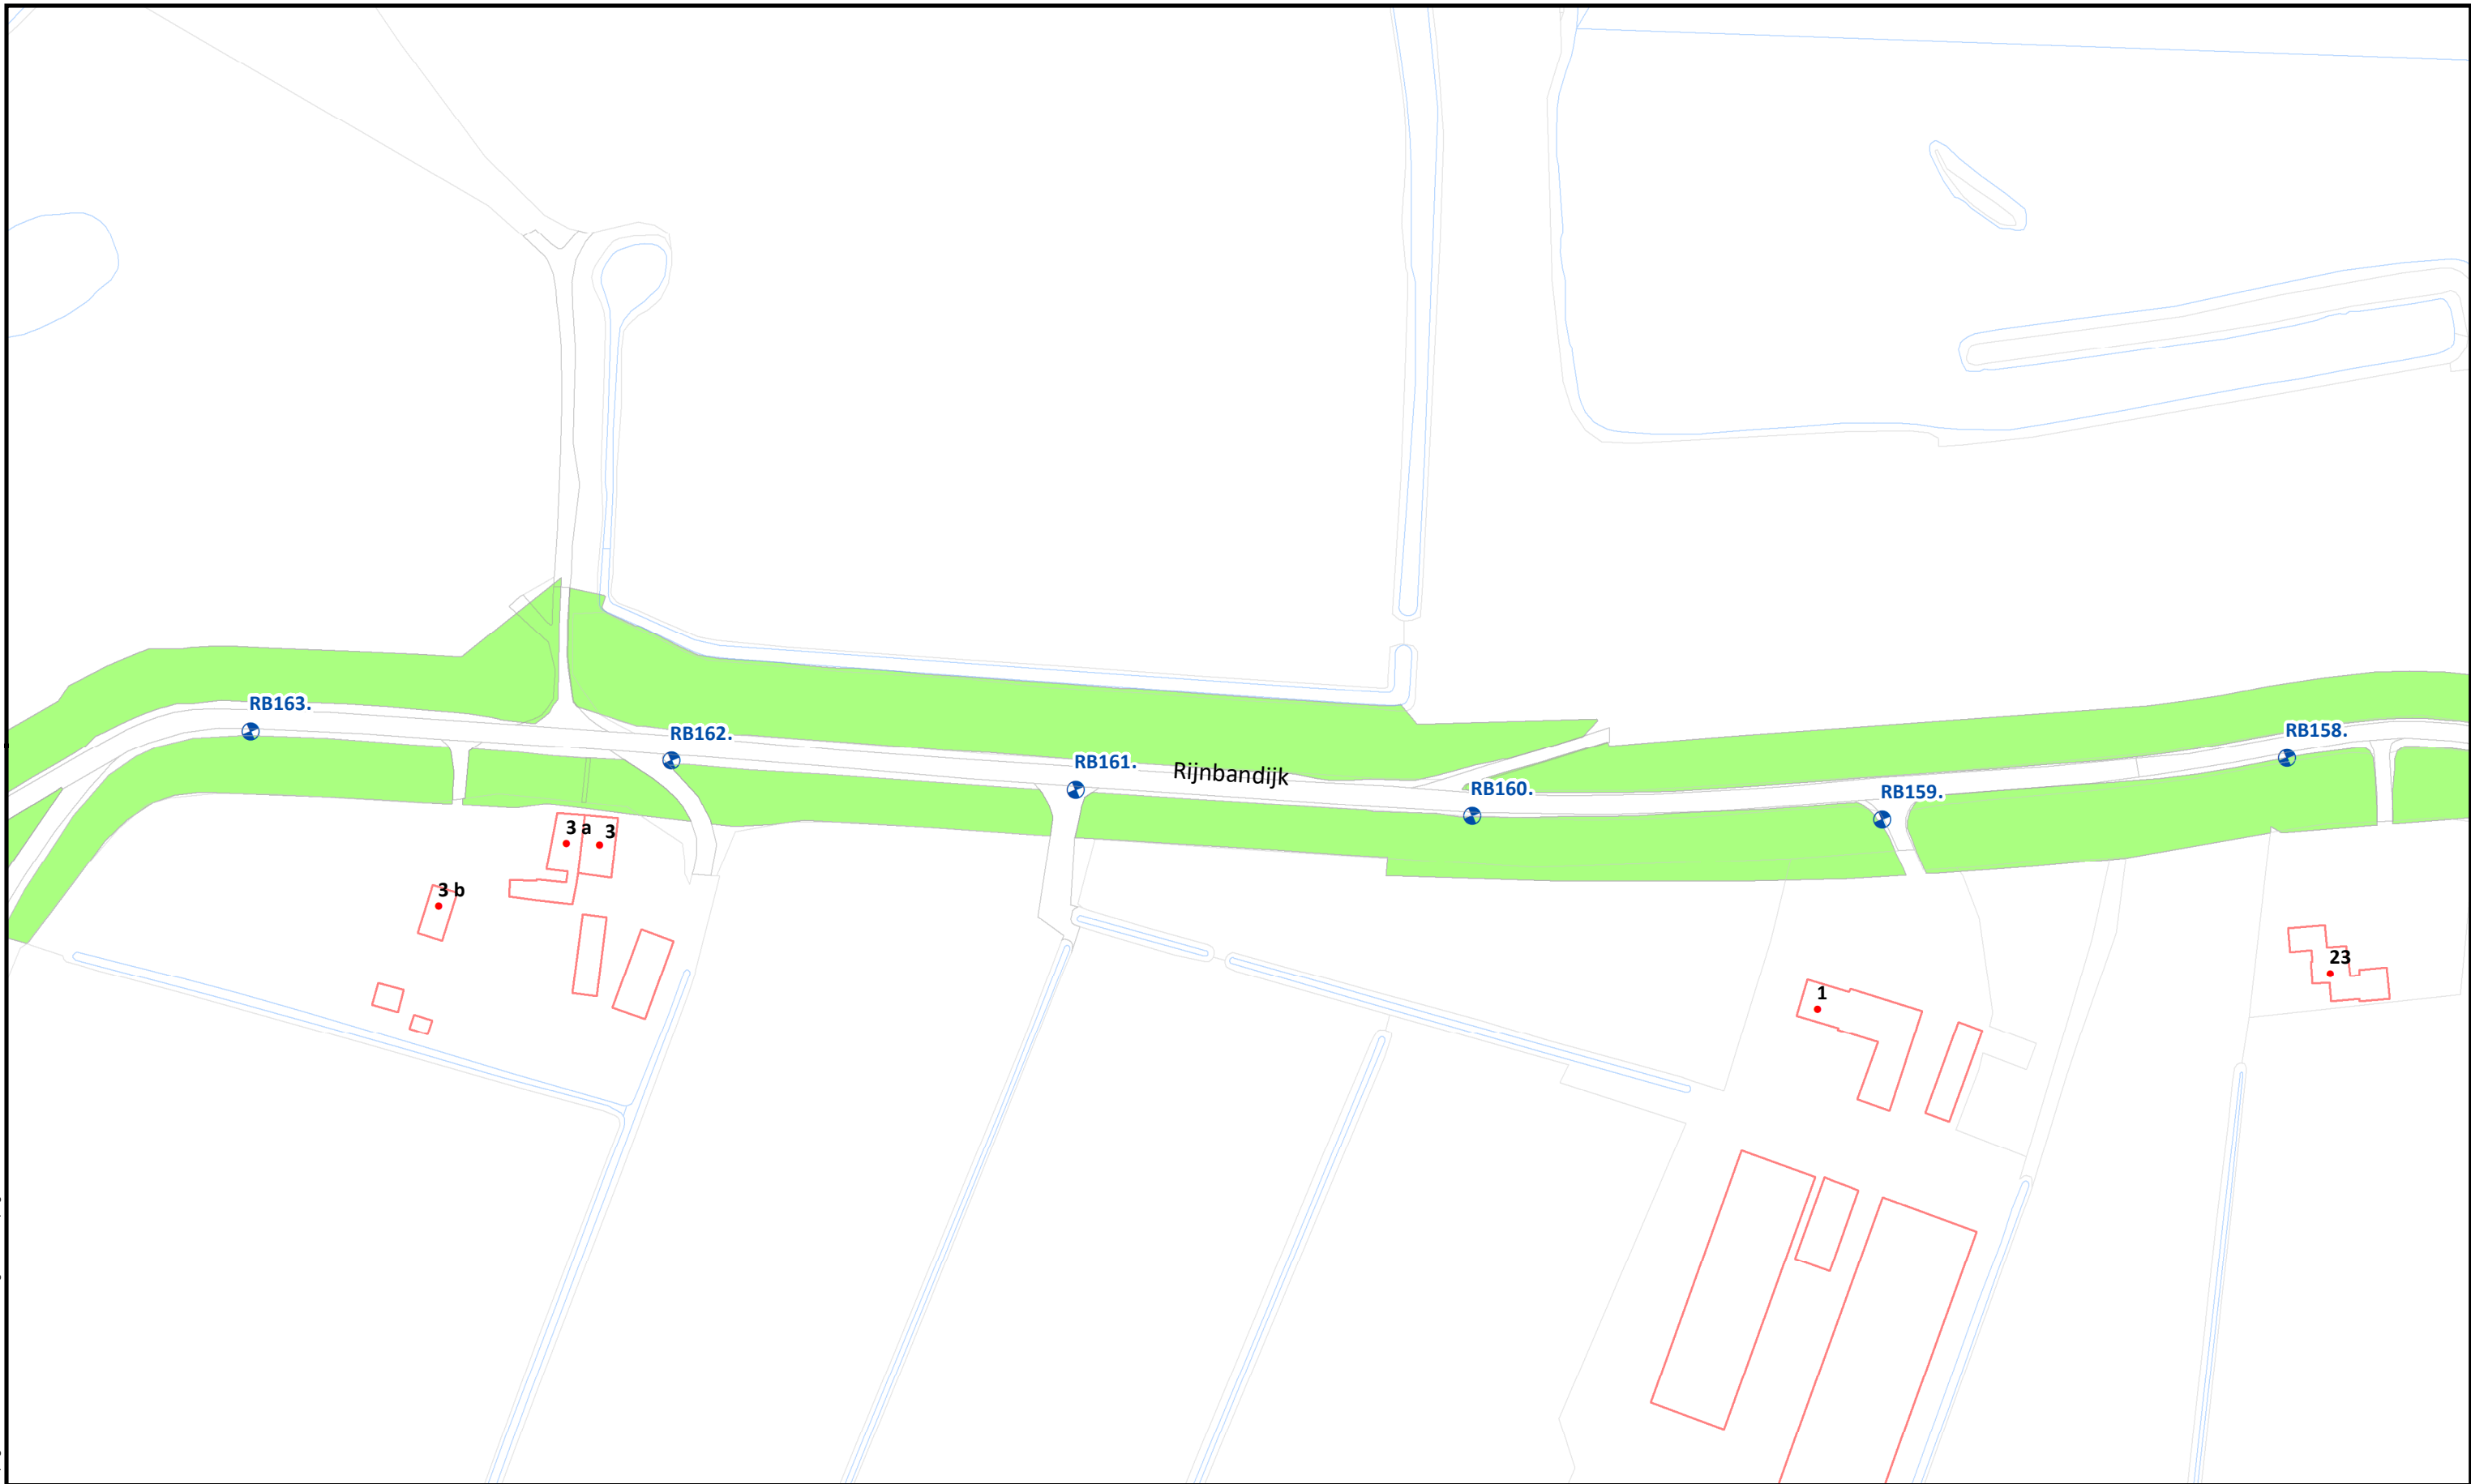 RB163.
RB162.
RB158.
RB161.
Rijnbandijk
RB160.
RB159.
3 a
3
3 b
23
1